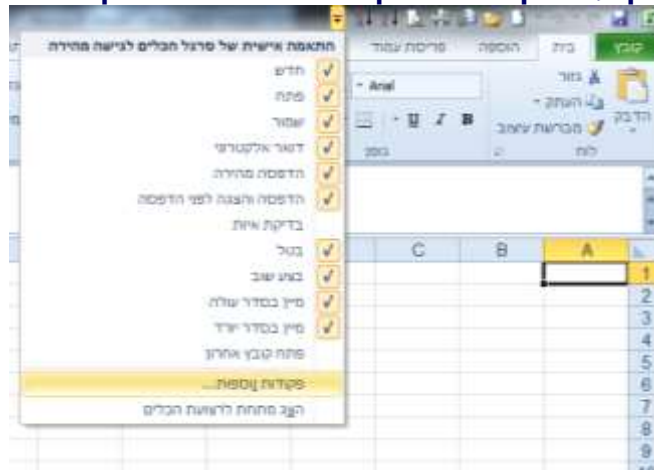 קובץ בית הוספה פריסת עמוד
גזור
העתק
מברשת עיצוב
הדבק
לוח
Arial
B I U
גופן
התאמה אישית של סרגל הכלים לגישה מהירה
חדש
פתח
שמור
דואר אלקטרוני
הדפסה מהירה
הדפסה והצגה לפני הדפסה
בדיקת איות
בטל
בצע שוב
מיין בסדר עולה
מיין בסדר יורד
פתח קובץ אחרון
פקודות נוספות...
הצג מתחת לרצועת הכלים
A B C
1
2
3
4
5
6
7
8
9